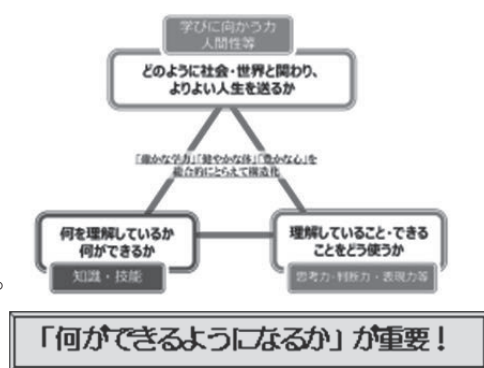 学びに向かう力
人間性等
どのように社会・世界と関わり、
よりよい人生を送るか
「確かな学力」「健やかな体」「豊かな心」を
総合的にとらえて構造化
何を理解しているか
何ができるか
知識・技能
理解していること・できる
ことをどう使うか
思考力・判断力・表現力等
。
「何ができるようになるか」が重要！